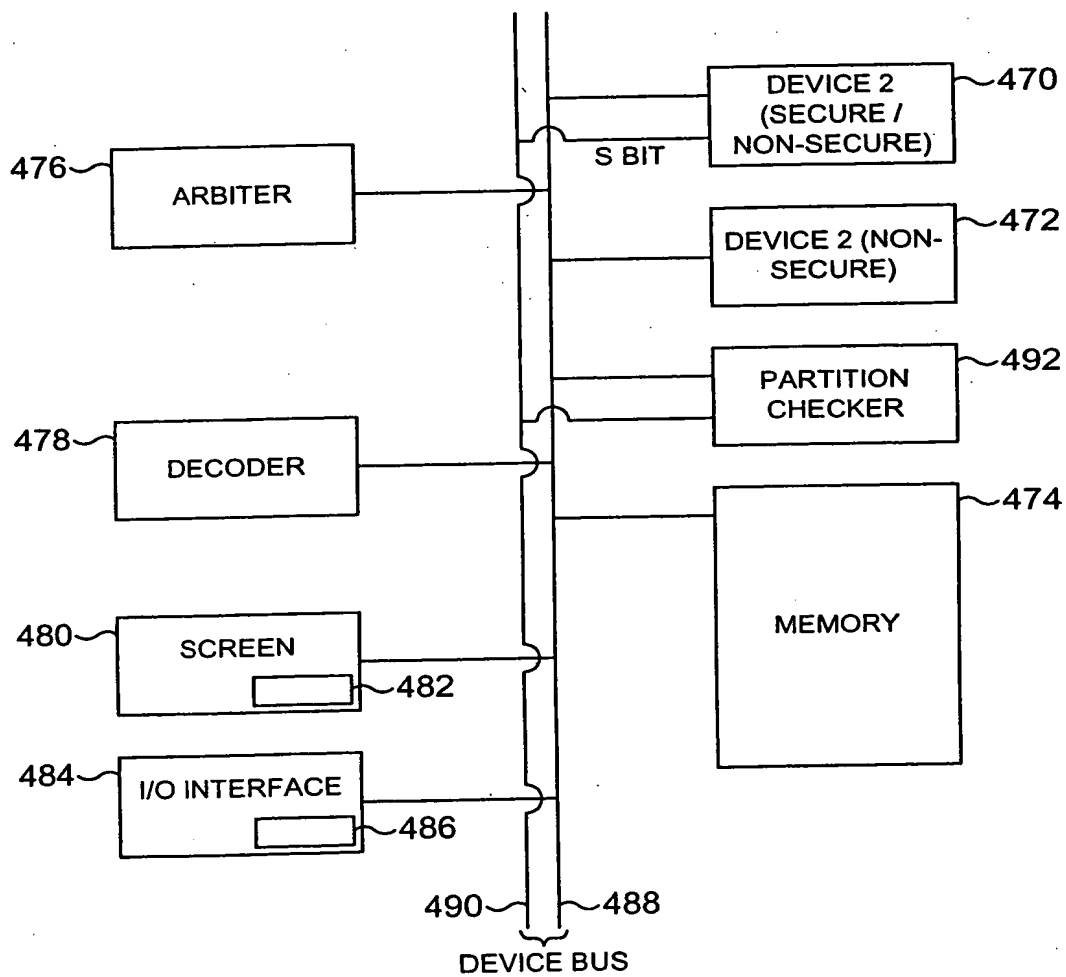 DEVICE 2
(SECURE /
NON-SECURE)
470
S BIT
476
ARBITER
DEVICE 2 (NON-
SECURE)
472
PARTITION
CHECKER
492
478
DECODER
474
MEMORY
480
SCREEN
482
484
I/O INTERFACE
486
490
488
DEVICE BUS